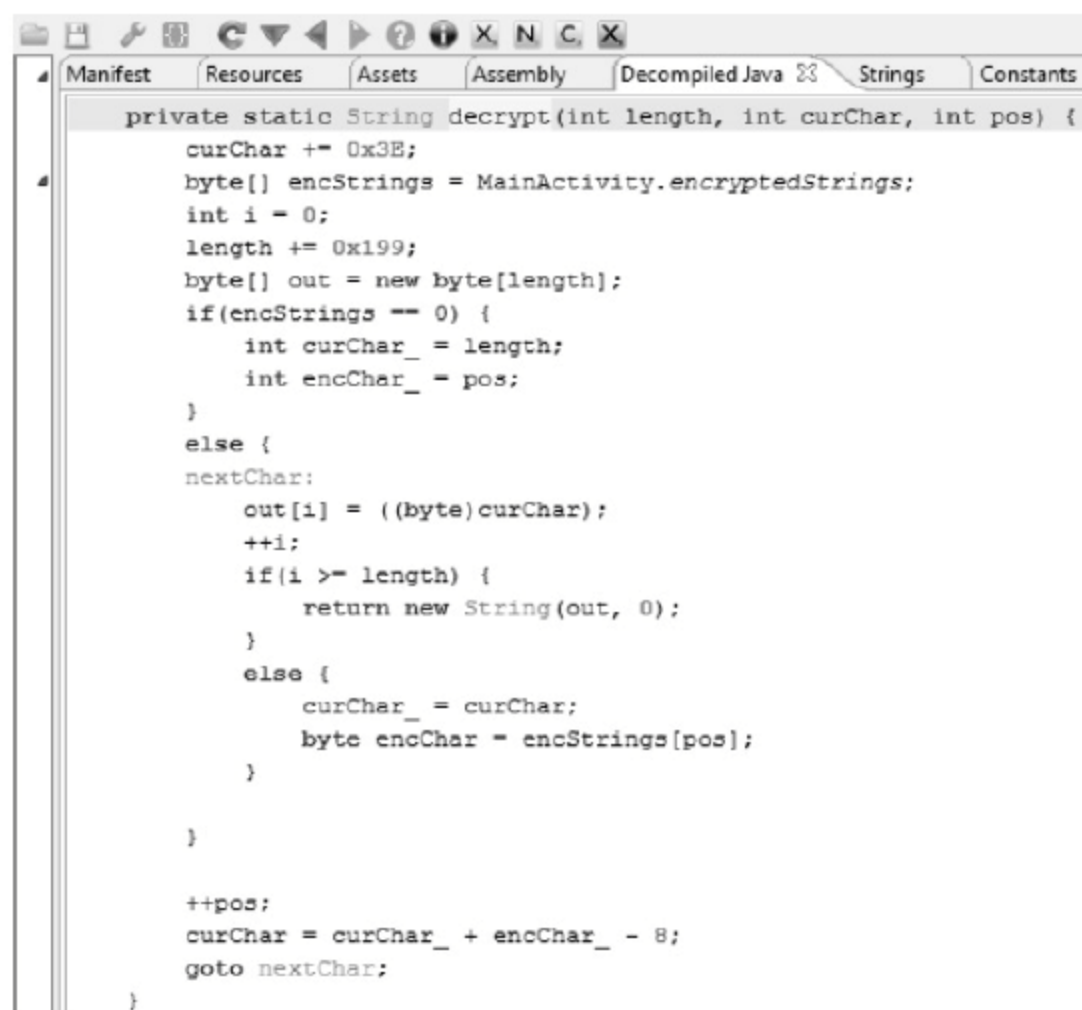 X N C X
Manifest Resources Assets Assembly Decompiled Java Strings Constants
private static String decrypt(int length, int curChar, int pos) {
curChar += 0x3E;
byte[] encStrings = MainActivity.encryptedStrings;
int i = 0;
length += 0x199;
byte[] out = new byte[length];
if(encStrings == 0) {
int curChar_ = length;
int encChar_ = pos;
}
else {
nextChar:
out[i] = ((byte)curChar);
++i;
if(i >= length) {
return new String(out, 0);
}
else {
curChar_ = curChar;
byte encChar = encStrings[pos];
}
}
++pos;
curChar = curChar_ + encChar_ - 8;
goto nextChar;
}